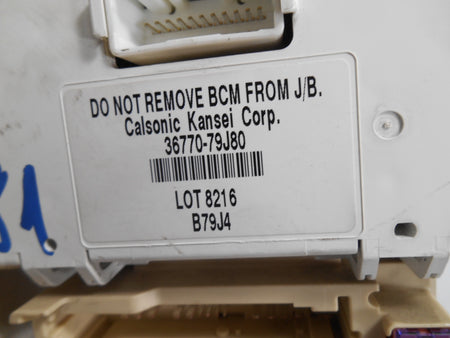 DO NOT REMOVE BCM FROM J/B.
Calsonic Kansei Corp.
36770-79J80
LOT 8216
B79J4